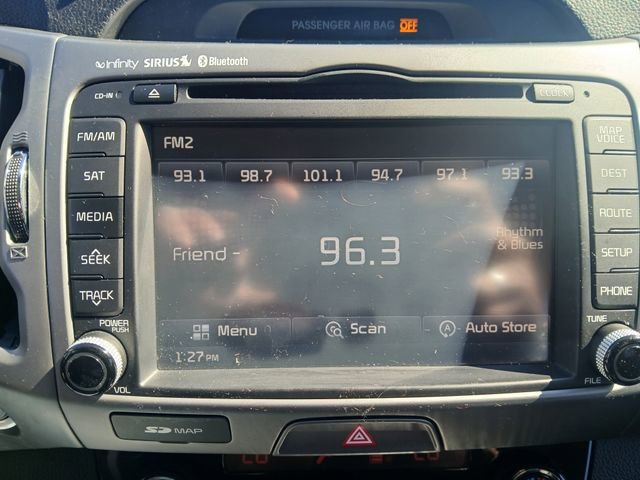 PASSENGER AIR BAG OFF
Infinity SIRIUS Bluetooth
CD-IN
CLOCK
FM/AM
SAT
MEDIA
SEEK
TRACK
POWER
PUSH
VOL
FM2
93.1 98.7 101.1 94.7 97.1 93.3
Friend - 96.3 Rhythm
& Blues
Menu Scan A Auto Store
1:27 PM
MAP
VOICE
DEST
ROUTE
SETUP
PHONE
TUNE
FILE
SD MAP